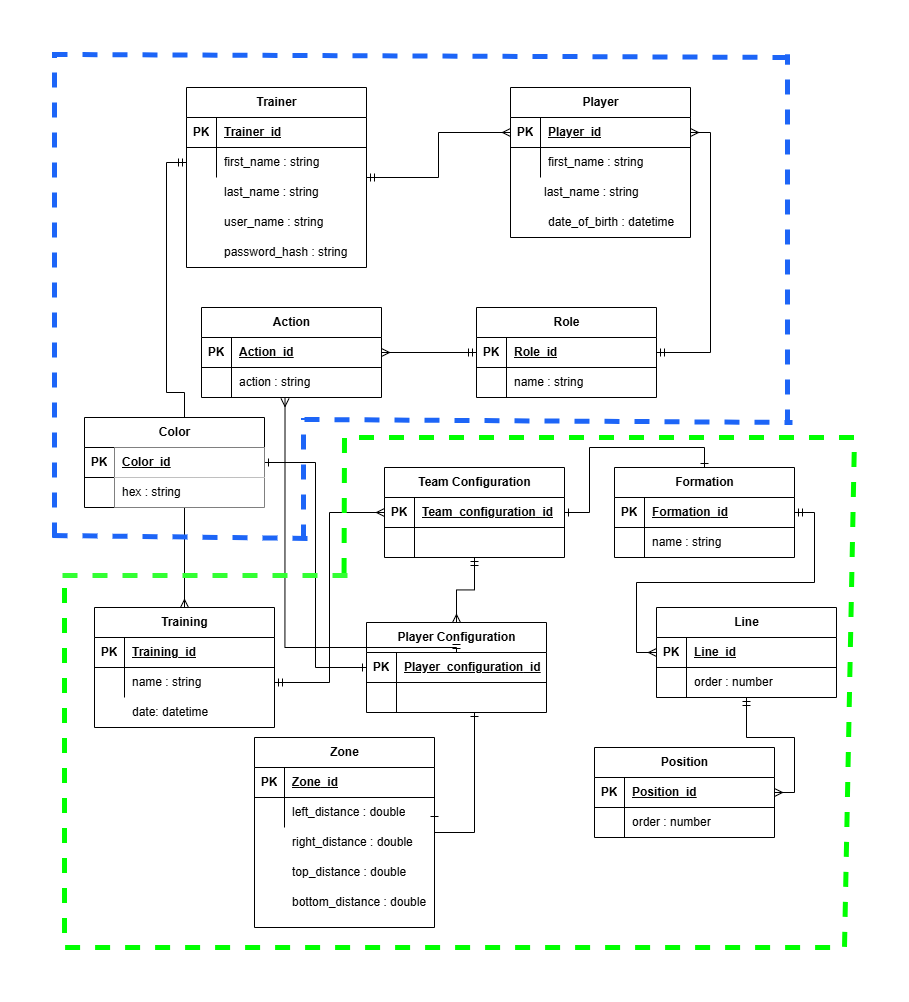 Trainer
PK Trainer_id
first_name : string
last_name : string
user_name : string
password_hash : string
Player
PK Player_id
first_name : string
last_name : string
date_of_birth : datetime
Action
PK Action_id
action : string
Role
PK Role_id
name : string
Color
PK Color_id
hex : string
Team Configuration
PK Team_configuration_id
Formation
PK Formation_id
name : string
Training
PK Training_id
name : string
date: datetime
Player Configuration
PK Player_configuration_id
Line
PK Line_id
order : number
Zone
PK Zone_id
left_distance : double
right_distance : double
top_distance : double
bottom_distance : double
Position
PK Position_id
order : number